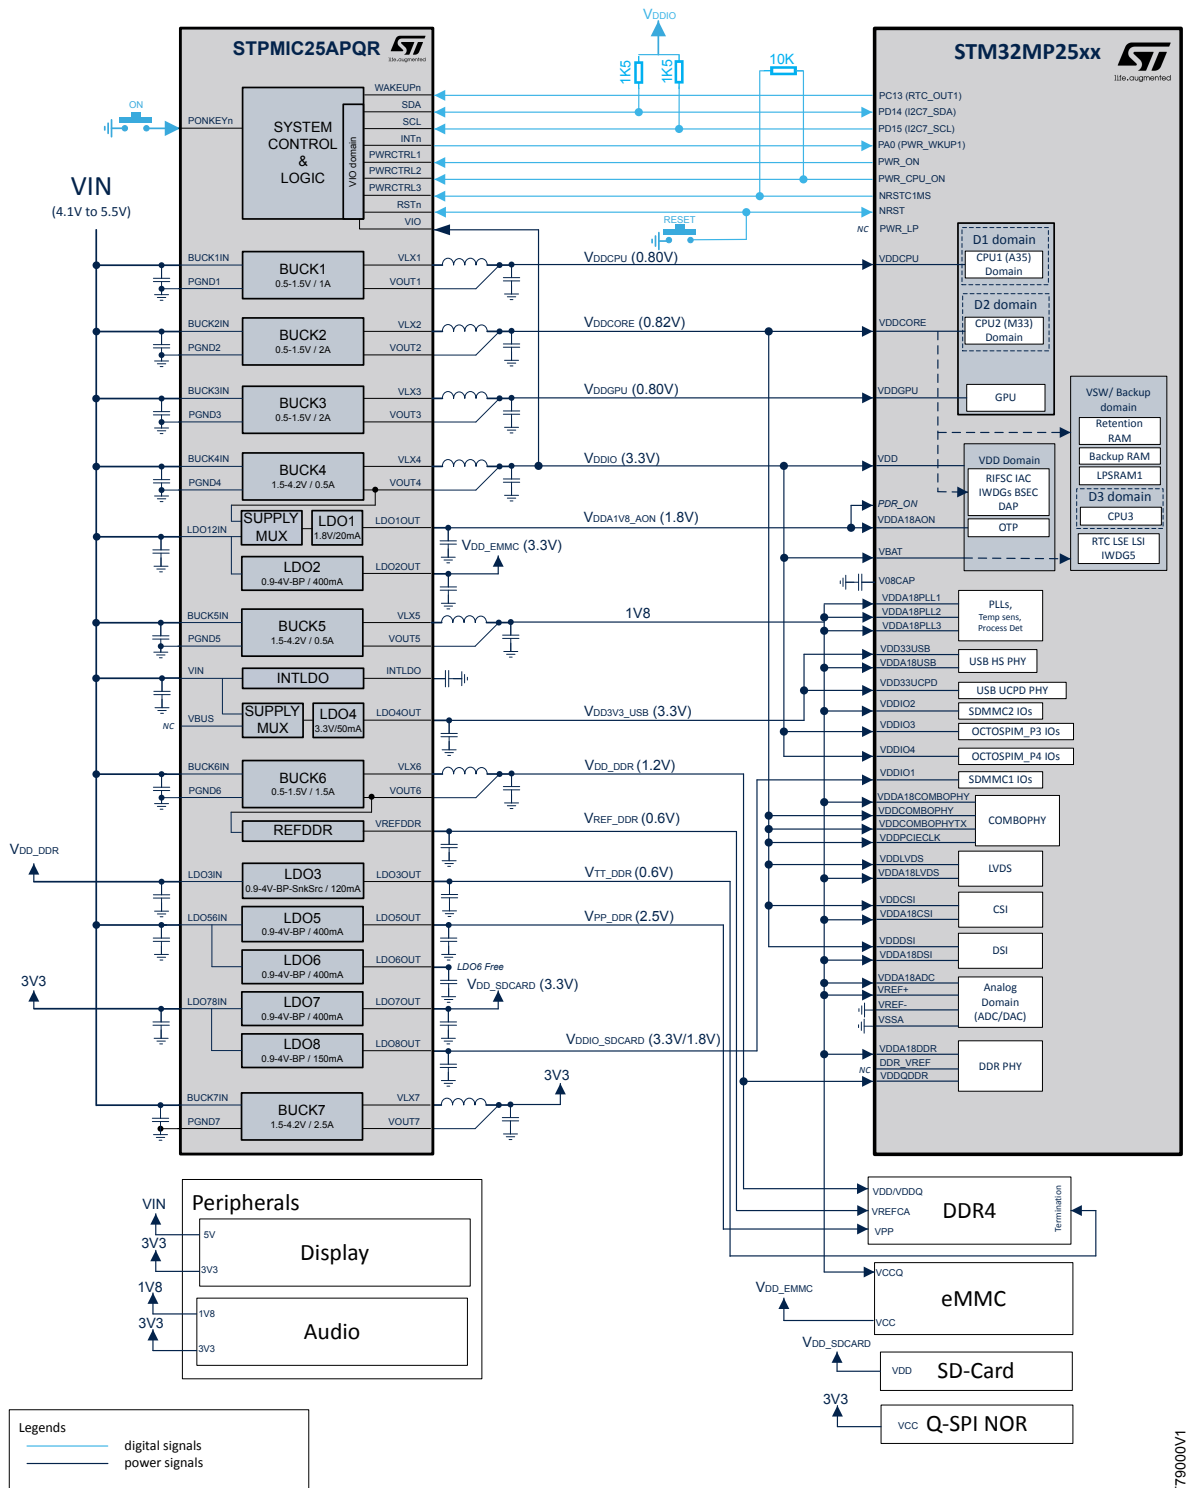 VDDIO
STPMIC25APQR
life.augmented
STM32MP25xx
life.augmented
1K5
1K5
10K
ON
PONKEYn
SYSTEM
CONTROL
&
LOGIC
VIO domain
WAKEUPn
SDA
SCL
INTn
PWRCTRL1
PWRCTRL2
PWRCTRL3
RSTn
VIO
RESET
PC13 (RTC_OUT1)
PD14 (I2C7_SDA)
PD15 (I2C7_SCL)
PA0 (PWR_WKUP1)
PWR_ON
PWR_CPU_ON
NRSTC1MS
NRST
NC PWR_LP
VIN
(4.1V to 5.5V)
BUCK1IN
PGND1
BUCK1
0.5-1.5V / 1A
VLX1
VOUT1
VDDCPU (0.80V)
VDDCPU
D1 domain
CPU1 (A35)
Domain
BUCK2IN
PGND2
BUCK2
0.5-1.5V / 2A
VLX2
VOUT2
VDDCORE (0.82V)
VDDCORE
D2 domain
CPU2 (M33)
Domain
BUCK3IN
PGND3
BUCK3
0.5-1.5V / 2A
VLX3
VOUT3
VDDGPU (0.80V)
VDDGPU
GPU
VSW/ Backup
domain
Retention
RAM
Backup RAM
LPSRAM1
D3 domain
CPU3
RTC LSE LSI
IWDG5
BUCK4IN
PGND4
BUCK4
1.5-4.2V / 0.5A
VLX4
VOUT4
VDDIO (3.3V)
VDD
VDD Domain
RIFSC IAC
IWDGs BSEC
DAP
OTP
LDO12IN
SUPPLY
MUX
LDO1
1.8V/20mA
LDO1OUT
VDDA1V8_AON (1.8V)
PDR_ON
VDDA18AON
LDO2
0.9-4V-BP / 400mA
LDO2OUT
VDD_EMMC (3.3V)
VBAT
V08CAP
BUCK5IN
PGND5
BUCK5
1.5-4.2V / 0.5A
VLX5
VOUT5
1V8
VDDA18PLL1
VDDA18PLL2
VDDA18PLL3
PLLs,
Temp sens,
Process Det
VIN
INTLDO
INTLDO
VDD33USB
VDDA18USB
USB HS PHY
VBUS
NC
SUPPLY
MUX
LDO4
3.3V/50mA
LDO4OUT
VDD3V3_USB (3.3V)
VDD33UCPD
USB UCPD PHY
VDDIO2
SDMMC2 IOs
VDDIO3
OCTOSPIM_P3 IOs
VDDIO4
OCTOSPIM_P4 IOs
BUCK6IN
PGND6
BUCK6
0.5-1.5V / 1.5A
VLX6
VOUT6
VDD_DDR (1.2V)
VDDIO1
SDMMC1 IOs
REFDDR
VREFDDR
VREF_DDR (0.6V)
VDDA18COMBOPHY
VDDCOMBOPHY
VDDCOMBOPHYTX
VDDPCIECLK
COMBOPHY
VDD_DDR
LDO3IN
LDO3
0.9-4V-BP-SnkSrc / 120mA
LDO3OUT
VTT_DDR (0.6V)
VDDLVDS
VDDA18LVDS
LVDS
LDO56IN
LDO5
0.9-4V-BP / 400mA
LDO5OUT
VPP_DDR (2.5V)
VDDCSI
VDDA18CSI
CSI
LDO6
0.9-4V-BP / 400mA
LDO6OUT
LDO6 Free
VDDDSI
VDDA18DSI
DSI
3V3
LDO78IN
LDO7
0.9-4V-BP / 400mA
LDO7OUT
VDD_SDCARD (3.3V)
VDDA18ADC
VREF+
VREF-
VSSA
Analog
Domain
(ADC/DAC)
LDO8
0.9-4V-BP / 150mA
LDO8OUT
VDDIO_SDCARD (3.3V/1.8V)
VDDA18DDR
DDR_VREF
NC
VDDQDDR
DDR PHY
BUCK7IN
PGND7
BUCK7
1.5-4.2V / 2.5A
VLX7
VOUT7
3V3
Peripherals
VIN
5V
3V3
3V3
Display
1V8
1V8
3V3
3V3
Audio
VDD/VDDQ
VREFCA
VPP
DDR4
Termination
VCCQ
eMMC
VDD_EMMC
VCC
VDD_SDCARD
VDD
SD-Card
3V3
VCC Q-SPI NOR
Legends
digital signals
power signals